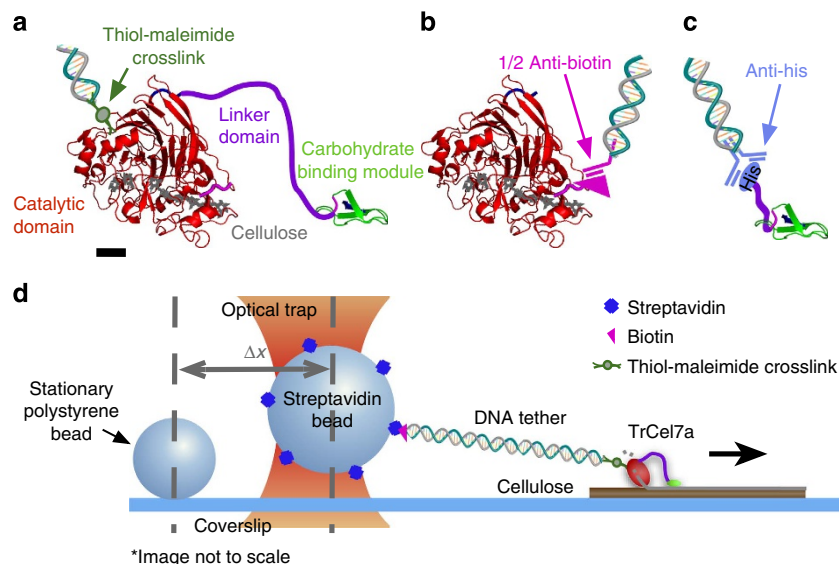 a
Thiol-maleimide
crosslink
Linker
domain
Carbohydrate
binding module
Catalytic
domain
Cellulose
b
1/2 Anti-biotin
c
Anti-his
His
d
Optical trap
Δx
Stationary
polystyrene
bead
Streptavidin
bead
DNA tether
TrCel7a
Cellulose
Coverslip
*Image not to scale
Streptavidin
Biotin
Thiol-maleimide crosslink